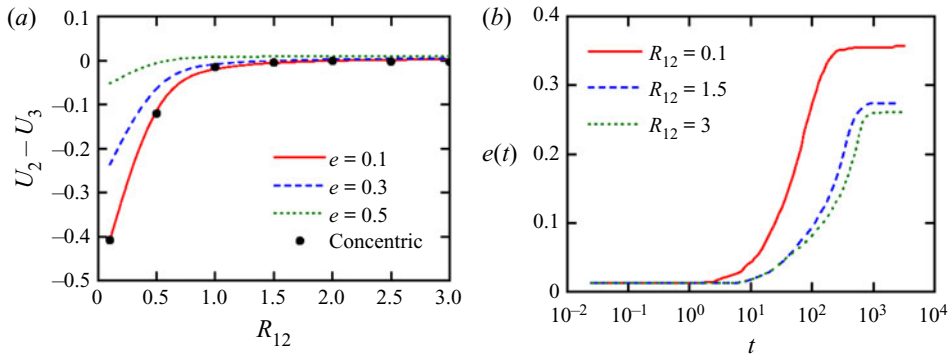 (a)
0.1
0
−0.1
−0.2
−0.3
−0.4
−0.5
U2 − U3
e = 0.1
e = 0.3
e = 0.5
Concentric
0 0.5 1.0 1.5 2.0 2.5 3.0
R12
(b)
0.4
0.3
0.2
0.1
0
e(t)
R12 = 0.1
R12 = 1.5
R12 = 3
10−2 10−1 100 101 102 103 104
t